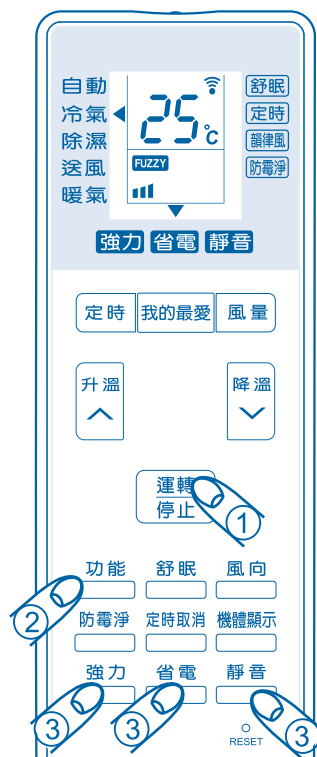 自動
冷氣
除濕
送風
暖氣
25℃
FUZZY
舒眠
定時
韻律風
防霉淨
強力 省電 靜音
定時 我的最愛 風量
升溫 降溫
運轉
停止
①
功能 舒眠 風向
②
防霉淨 定時取消 機體顯示
強力 省電 靜音
③ ③ ③
RESET